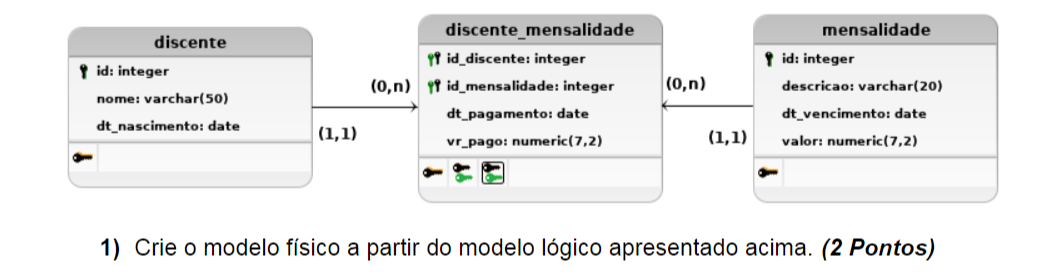 discente
id: integer
nome: varchar(50)
dt_nascimento: date
(0,n)
(1,1)
discente_mensalidade
id_discente: integer
id_mensalidade: integer
dt_pagamento: date
vr_pago: numeric(7,2)
(0,n)
(1,1)
mensalidade
id: integer
descricao: varchar(20)
dt_vencimento: date
valor: numeric(7,2)
1) Crie o modelo físico a partir do modelo lógico apresentado acima. (2 Pontos)